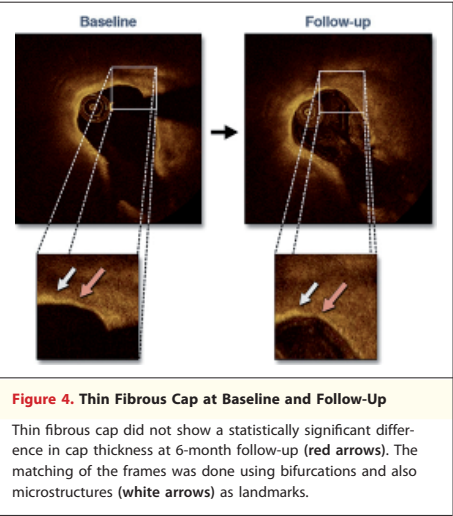 Baseline
Follow-up
Figure 4. Thin Fibrous Cap at Baseline and Follow-Up
Thin fibrous cap did not show a statistically significant differ-
ence in cap thickness at 6-month follow-up (red arrows). The
matching of the frames was done using bifurcations and also
microstructures (white arrows) as landmarks.